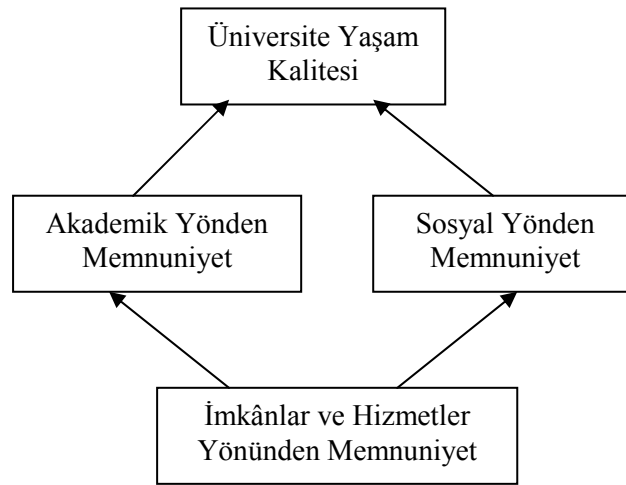 Üniversite Yaşam
Kalitesi
Akademik Yönden
Memnuniyet
Sosyal Yönden
Memnuniyet
İmkânlar ve Hizmetler
Yönünden Memnuniyet